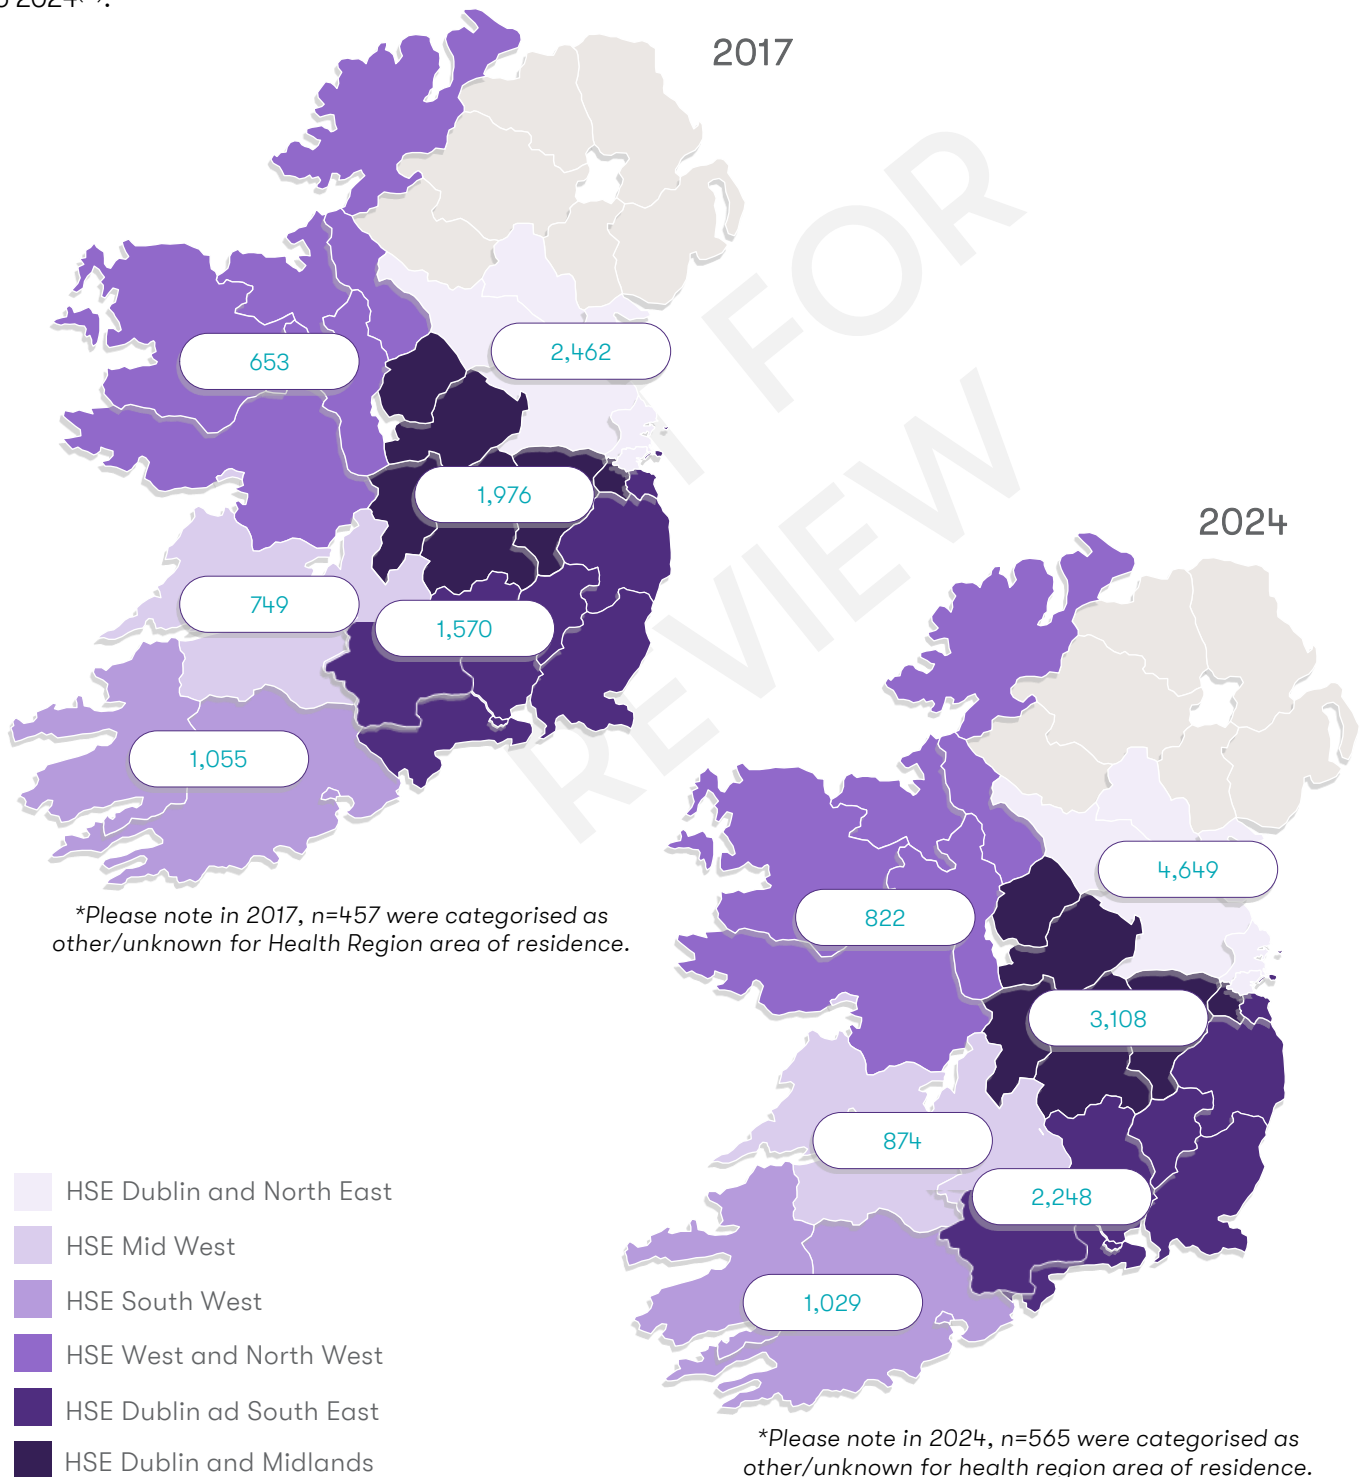 2024
2017
653
2,462
1,976
749
1,570
1,055
*Please note in 2017, n=457 were categorised as
other/unknown for Health Region area of residence.
FOR
REVIEW
2024
4,649
822
3,108
874
2,248
1,029
HSE Dublin and North East
HSE Mid West
HSE South West
HSE West and North West
HSE Dublin ad South East
HSE Dublin and Midlands
*Please note in 2024, n=565 were categorised as
other/unknown for health region area of residence.